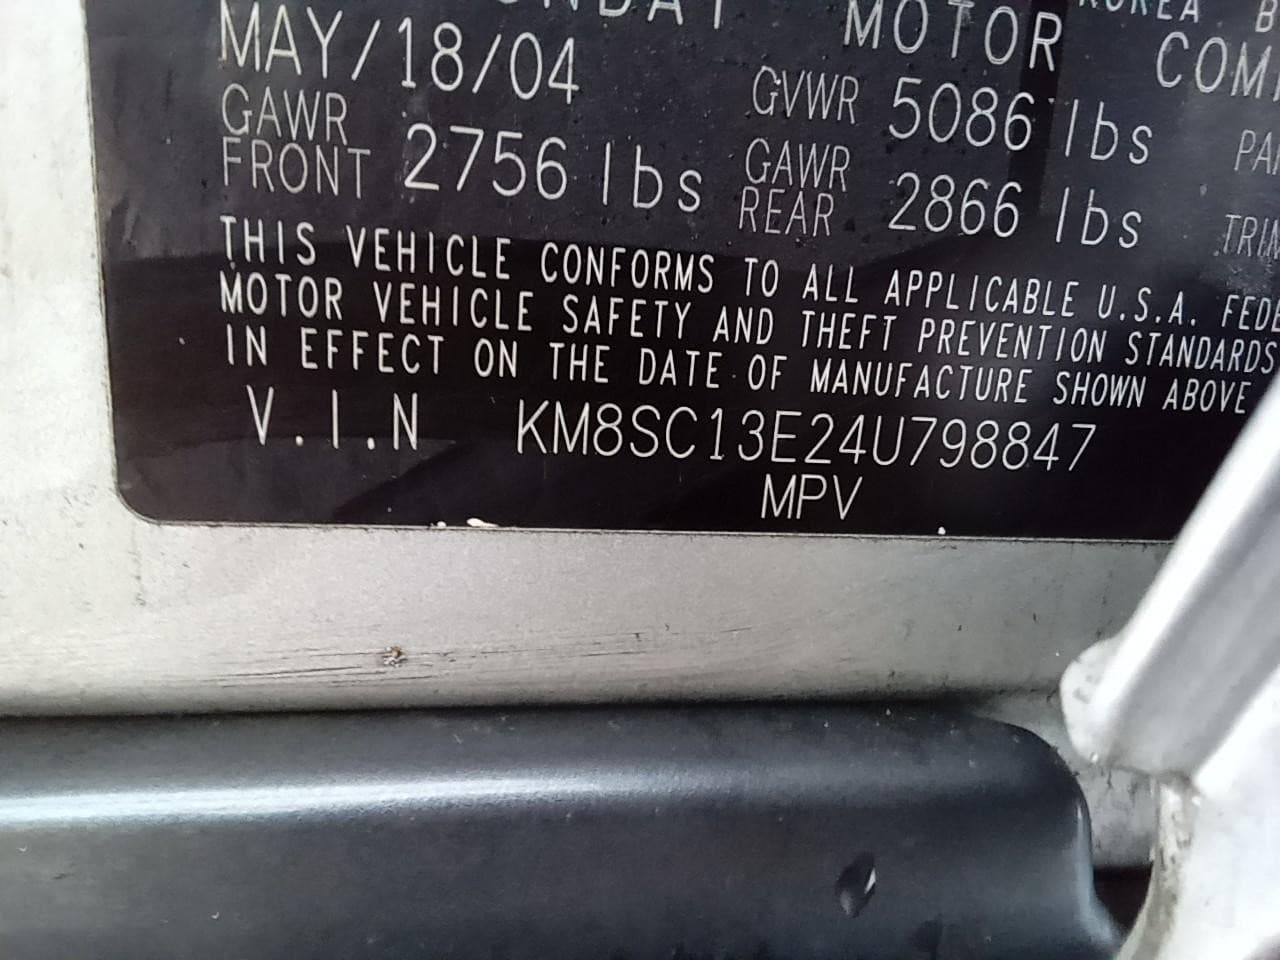 MOTOR
KOREA
MAY/18/04
GVWR 5086 lbs
GAWR FRONT 2756 lbs
GAWR REAR 2866 lbs
THIS VEHICLE CONFORMS TO ALL APPLICABLE U.S.A.
MOTOR VEHICLE SAFETY AND THEFT PREVENTION STANDARDS
IN EFFECT ON THE DATE OF MANUFACTURE SHOWN ABOVE
V.I.N KM8SC13E24U798847
MPV